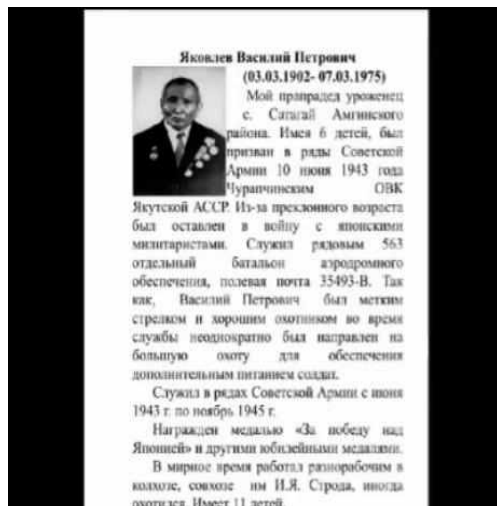 Яковлев Василий Петрович
(03.03.1902- 07.03.1975)
Мой прапрадед уроженец
с. Сатагай Амгинского
района. Имея 6 детей, был
призван в ряды Советской
Армии 10 июня 1943 года
Чурапчинским ОВК
Якутской АССР. Из-за преклонного возраста
был оставлен в войну с японскими
милитаристами. Служил рядовым 563
отдельный батальон аэродромного
обеспечения, полевая почта 35493-В. Так
как, Василий Петрович был метким
стрелком и хорошим охотником во время
службы неоднократно был направлен на
большую охоту для обеспечения
дополнительным питанием солдат.
Служил в рядах Советской Армии с июня
1943 г. по ноябрь 1945 г.
Награжден медалью «За победу над
Японией» и другими юбилейными медалями.
В мирное время работал разнорабочим в
колхозе, совхозе им И.Я. Строда, иногда
охотился. Имеет 11 детей.